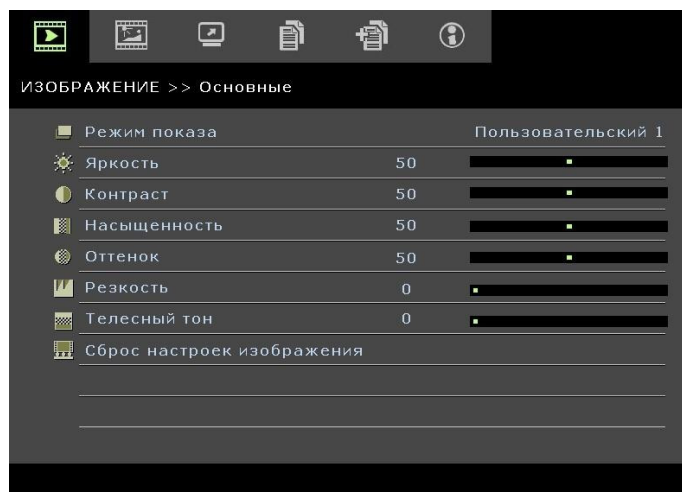 ИЗОБРАЖЕНИЕ >> Основные
Режим показа Пользовательский 1
Яркость 50
Контраст 50
Насыщенность 50
Оттенок 50
Резкость 0
Телесный тон 0
Сброс настроек изображения